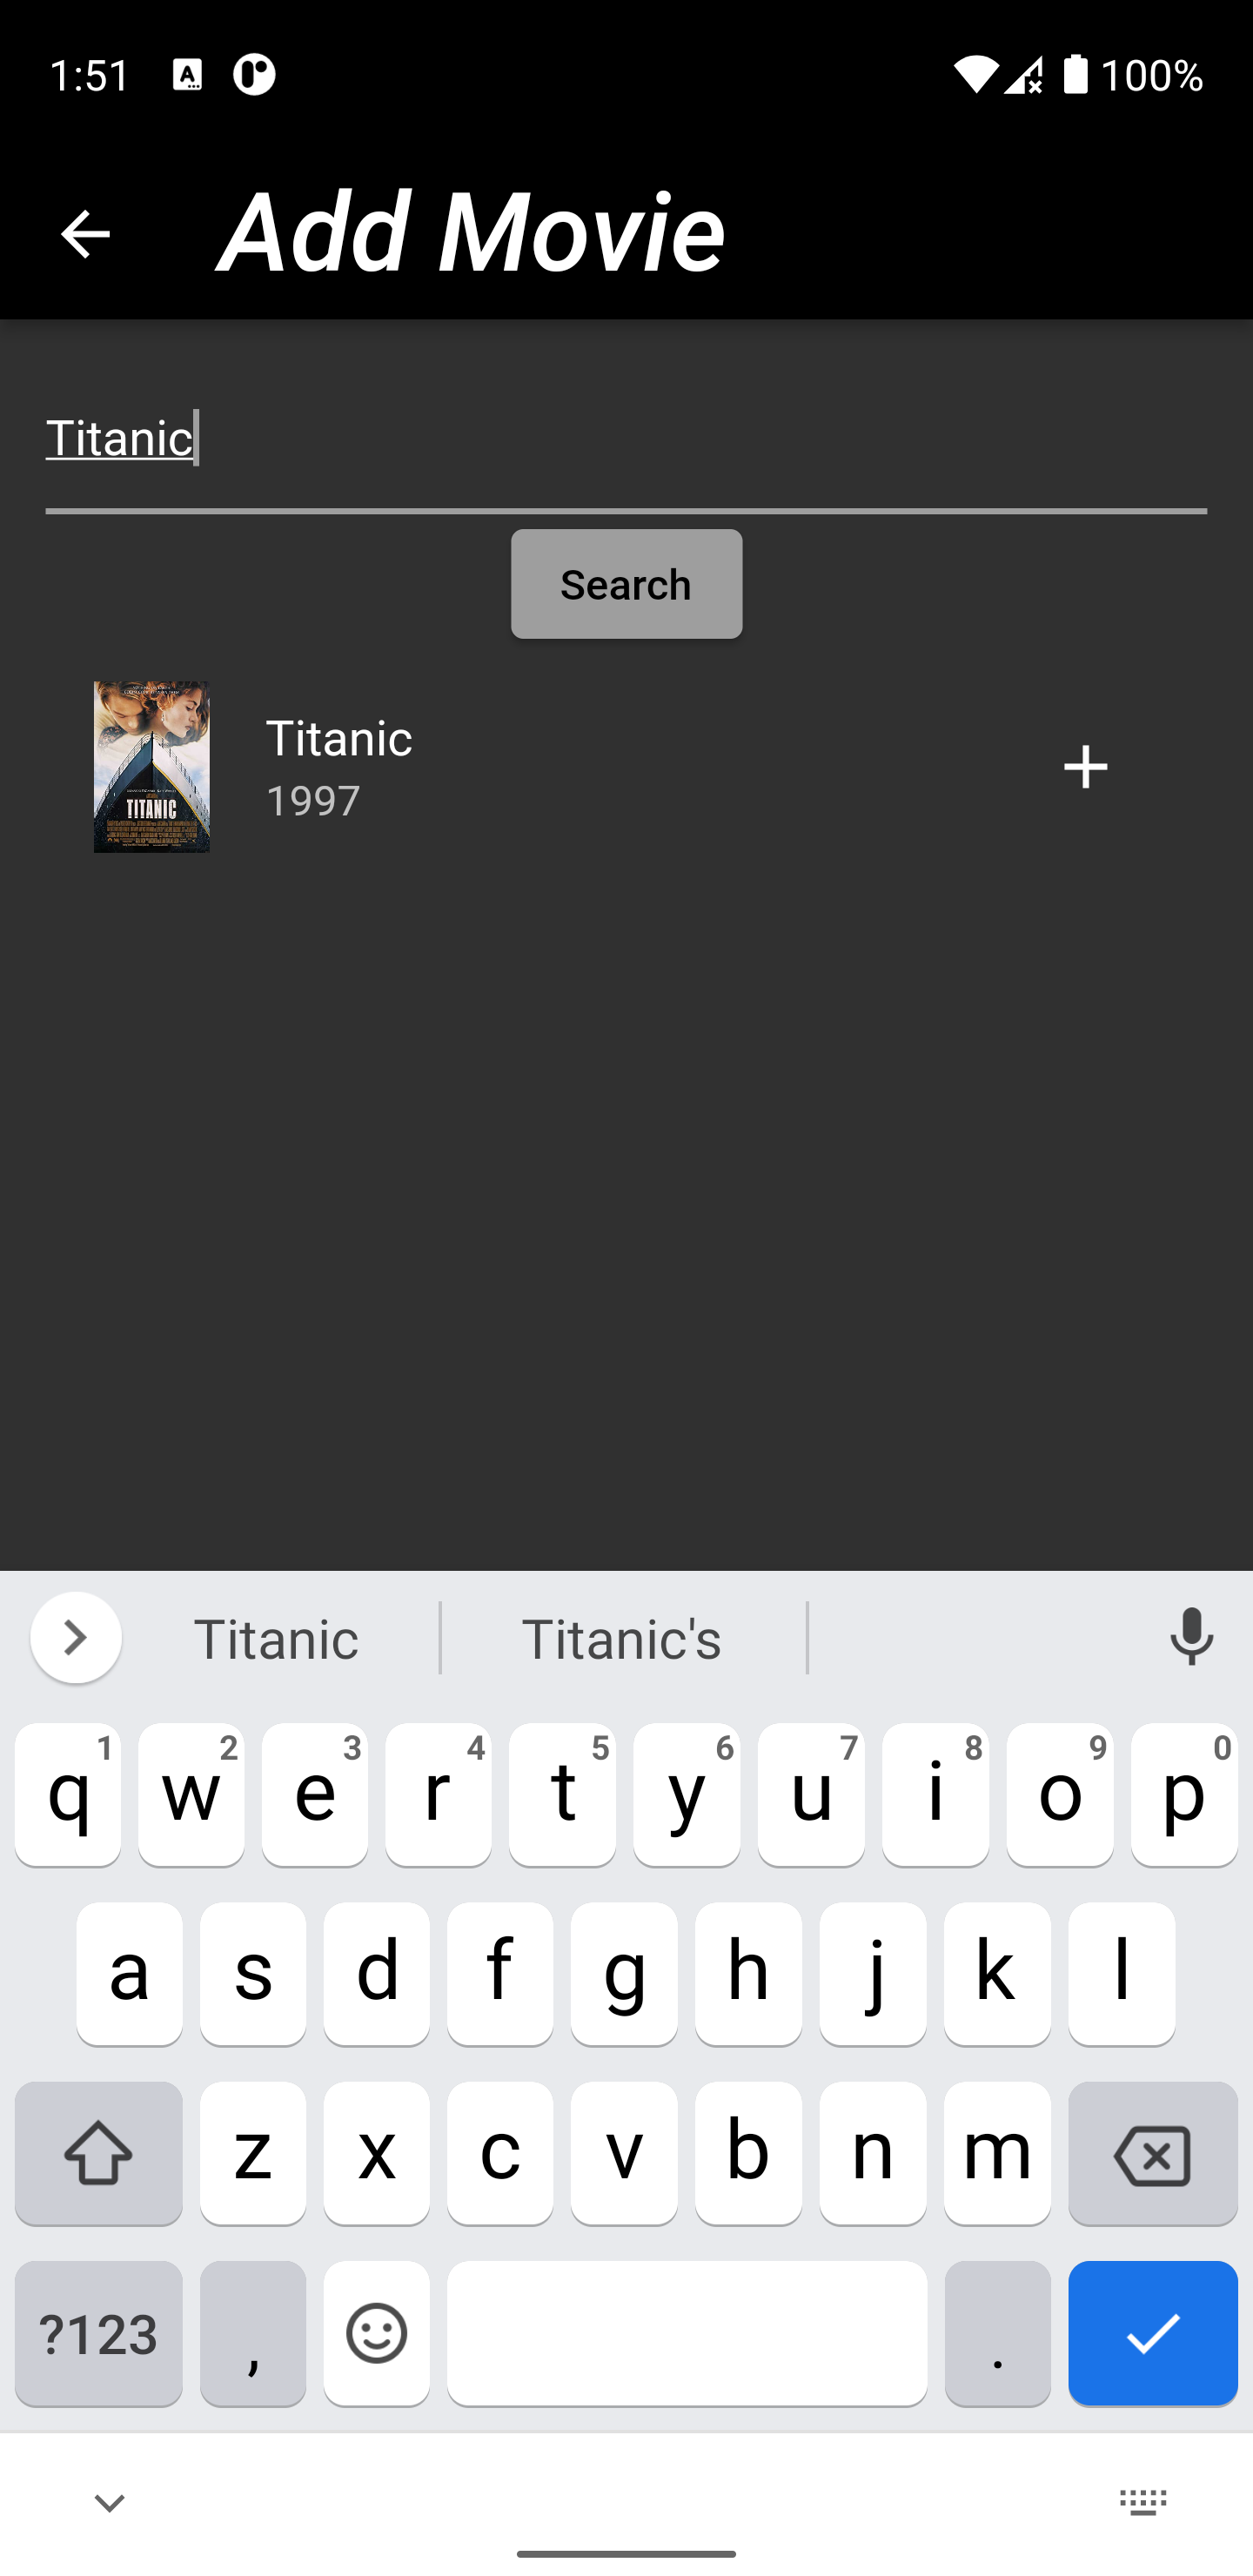 1:51 100%
Add Movie
Titanic
Search
TITANIC
Titanic
1997
Titanic Titanic's
q1 w2 e3 r4 t5 y6 u7 i8 o9 p0
a s d f g h j k l
z x c v b n m
?123 , .